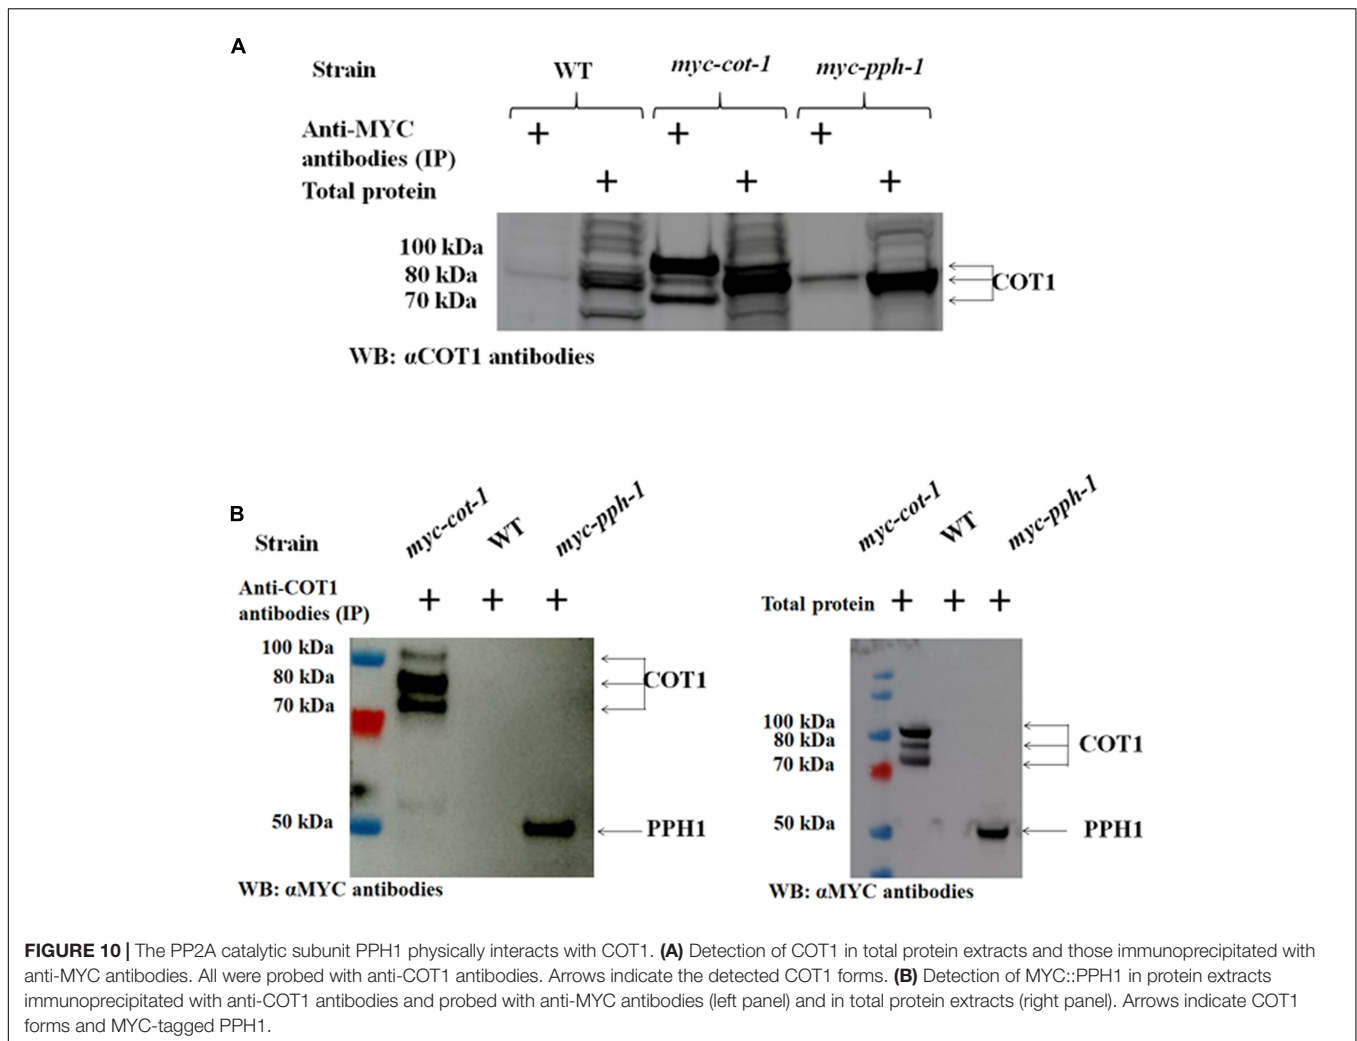 A
Strain WT myc-cot-1 myc-pph-1
Anti-MYC + + +
antibodies (IP)
Total protein + + +
100 kDa
80 kDa
70 kDa
COT1
WB: αCOT1 antibodies
B
Strain myc-cot-1 WT myc-pph-1
Anti-COT1
antibodies (IP) + + +
100 kDa
80 kDa
70 kDa
COT1
50 kDa
PPH1
WB: αMYC antibodies
myc-cot-1 WT myc-pph-1
Total protein + + +
100 kDa
80 kDa
70 kDa
COT1
50 kDa
PPH1
WB: αMYC antibodies
FIGURE 10 | The PP2A catalytic subunit PPH1 physically interacts with COT1. (A) Detection of COT1 in total protein extracts and those immunoprecipitated with
anti-MYC antibodies. All were probed with anti-COT1 antibodies. Arrows indicate the detected COT1 forms. (B) Detection of MYC::PPH1 in protein extracts
immunoprecipitated with anti-COT1 antibodies and probed with anti-MYC antibodies (left panel) and in total protein extracts (right panel). Arrows indicate COT1
forms and MYC-tagged PPH1.